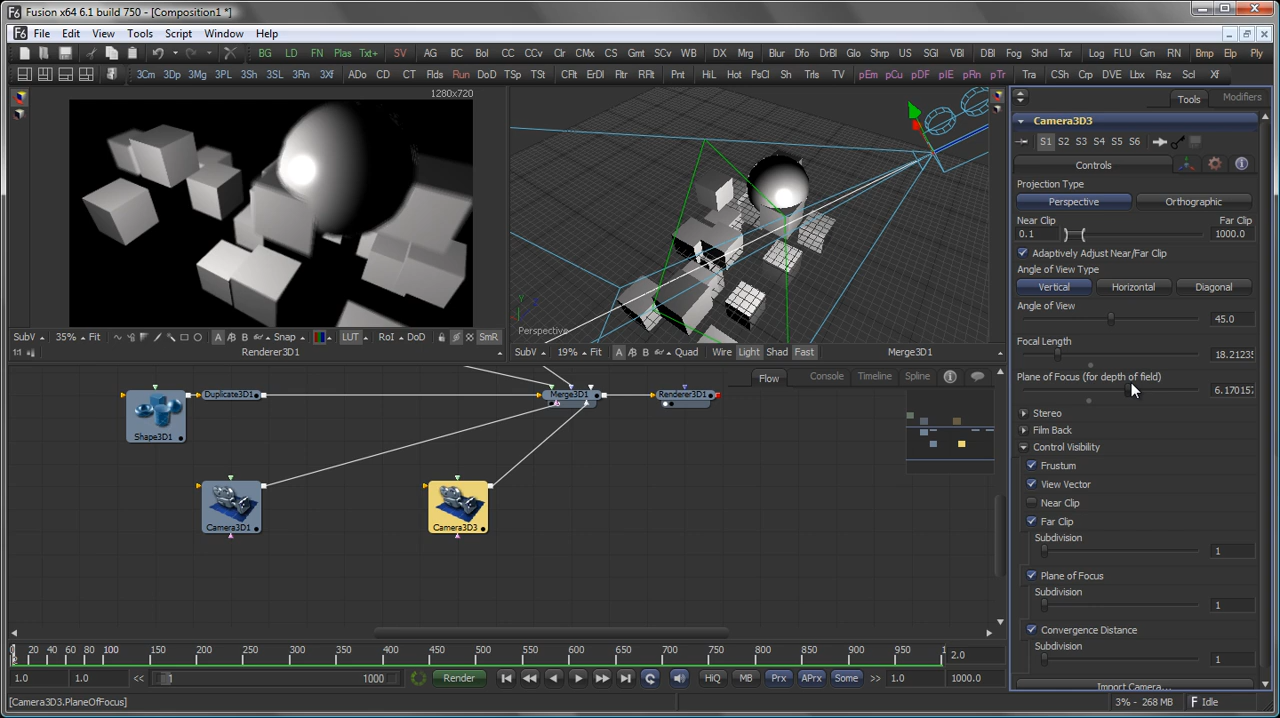 Fusion x64 6.1 build 750 - [Composition1 *]
File Edit View Tools Script Window Help
BG LD FN Plas Txt+ SV AG BC Bol CC CCv Clr CMx CS Gmt SCv WB DX Mrg 3D Blur Dfo DrBl Glo Shrp US SGl VBl DBl Fog Shd Txr Log FLU Grn RN Bmp Elp Ply
3Cm 3Dp 3Mg 3PL 3Sh 3SL 3Rn 3Xf ADo CD CT Flds Run DoD TSp TSt CFlt ErDl Fltr RFlt Pnt HiL Hot PsCl Sh Trls TV pEm pCu pDF pIE pRn pTr Tra CSh Crp DVE Lbx Rsz Scl Xf
1280x720
Perspective
SubV 35% Fit A B Snap LUT RoI DoD SmR
1:1 Renderer3D1
SubV 19% Fit A B Quad Wire Light Shad Fast Merge3D1
Flow Console Timeline Spline
Shape3D1
Duplicate3D1
Merge3D1
Renderer3D1
Camera3D1
Camera3D3
Tools Modifiers
Camera3D3
S1 S2 S3 S4 S5 S6
Controls
Projection Type
Perspective Orthographic
Near Clip Far Clip
0.1 1000.0
Adaptively Adjust Near/Far Clip
Angle of View Type
Vertical Horizontal Diagonal
Angle of View
45.0
Focal Length
18.2123
Plane of Focus (for depth of field)
6.17015
Stereo
Film Back
Control Visibility
Frustum
View Vector
Near Clip
Far Clip
Subdivision
1
Plane of Focus
Subdivision
1
Convergence Distance
Subdivision
1
Import Camera...
0 20 40 60 80 100 150 200 250 300 350 400 450 500 550 600 650 700 750 800 850 900 950 2.0
1.0 1.0 << 1 1000 Render HiQ MB Prx APrx Some >> 1.0 1000.0
[Camera3D3.PlaneOfFocus] 3% - 268 MB Idle